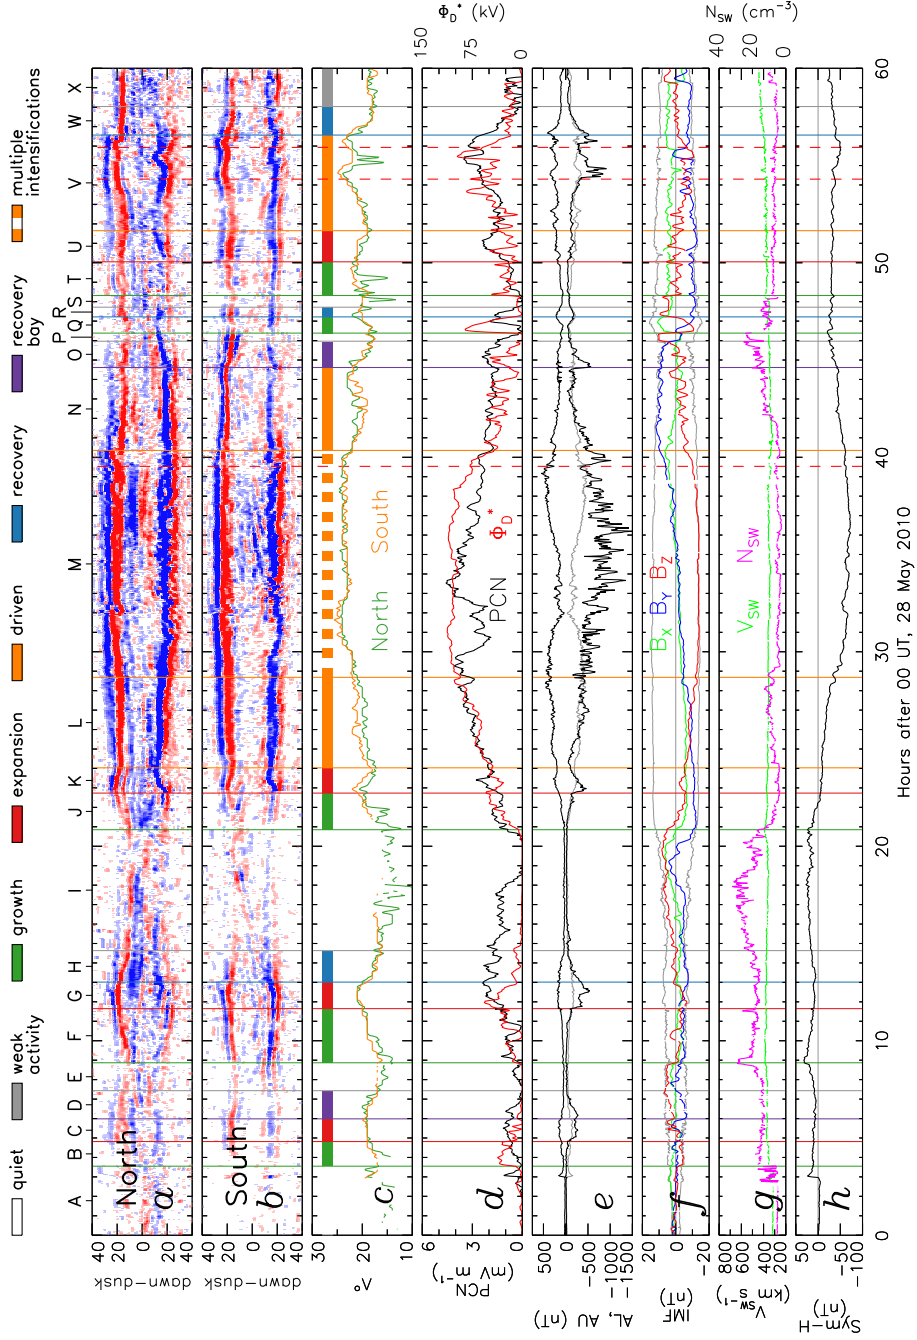 quiet
weak activity
growth
expansion
driven
recovery
recovery bay
multiple intensifications
A B C D E F G H I J K L M N O P Q R S T U V W X
North
a
dawn-dusk
40 20 0 20 40
South
b
dawn-dusk
40 20 0 20 40
c
Λ°
30 20 10
North
South
d
PCN (mV m⁻¹)
6 3 0
Φ_D* (kV)
150 75 0
PCN
Φ_D*
e
AL, AU (nT)
500 0 -500 -1000 -1500
f
IMF (nT)
20 0 -20
B_X B_Y B_Z
g
V_SW (km s⁻¹)
600 400 200
N_SW (cm⁻³)
40 20 0
V_SW
N_SW
h
Sym-H (nT)
50 0 -50 -100
0 10 20 30 40 50 60
Hours after 00 UT, 28 May 2010